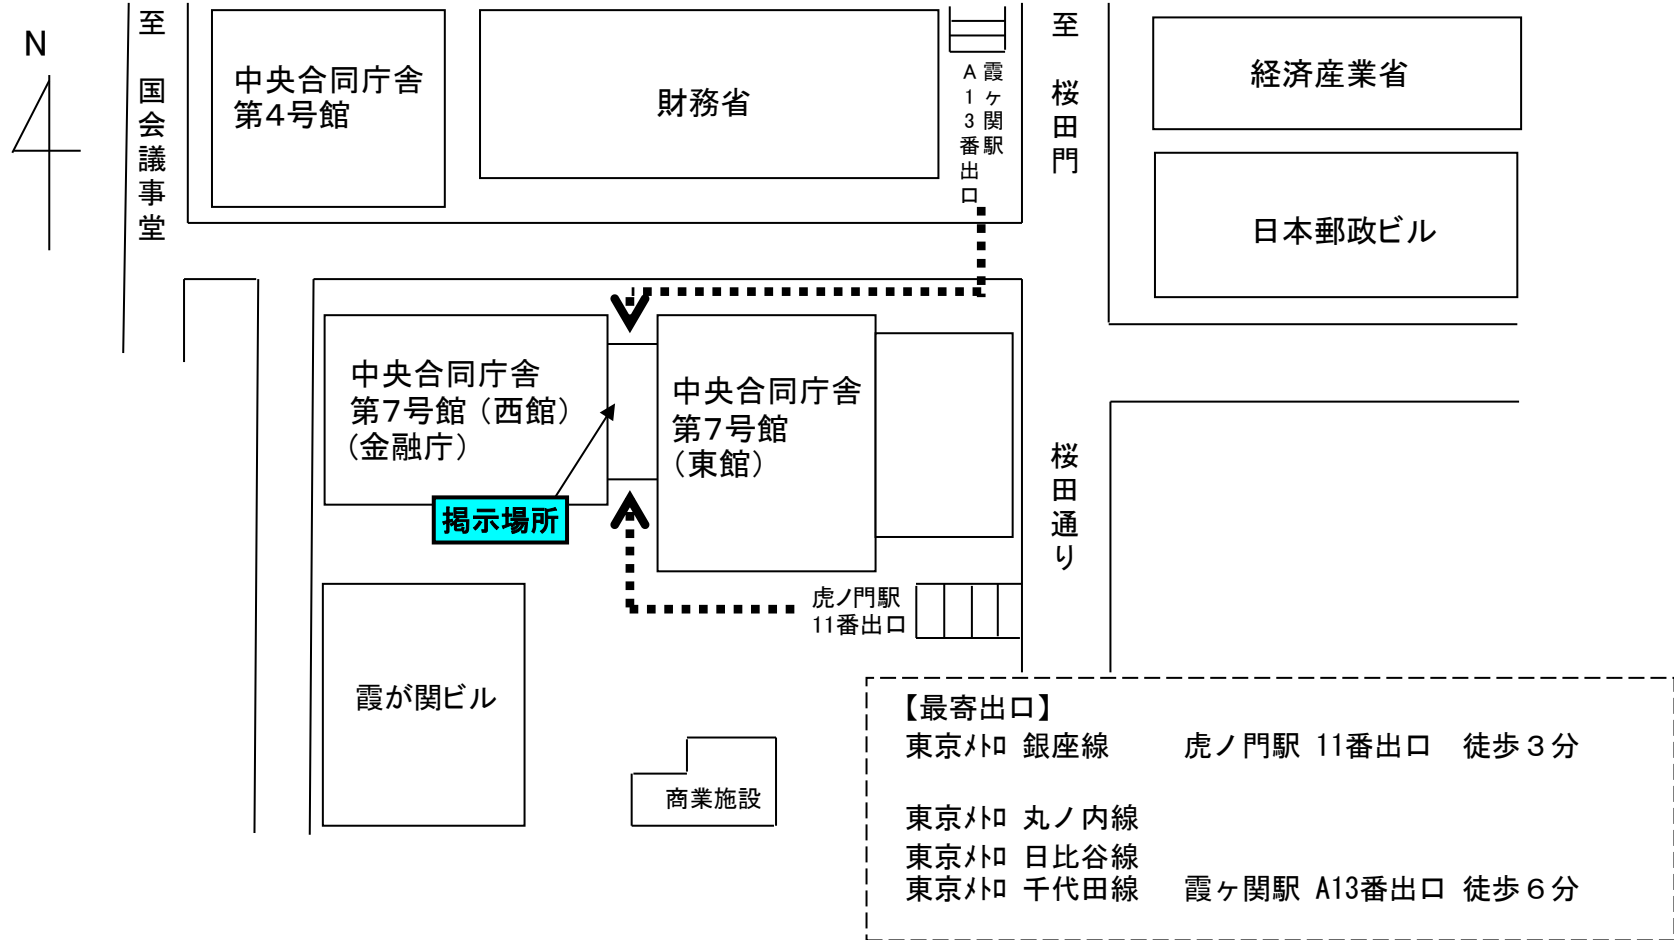 N
至 国会議事堂
中央合同庁舎
第4号館
財務省
霞ヶ関駅
A13番出口
至 桜田門
経済産業省
日本郵政ビル
中央合同庁舎
第7号館（西館）
（金融庁）
中央合同庁舎
第7号館
（東館）
掲示場所
桜田通り
虎ノ門駅
11番出口
霞が関ビル
商業施設
【最寄出口】
東京ﾒﾄﾛ 銀座線 虎ノ門駅 11番出口 徒歩３分
東京ﾒﾄﾛ 丸ノ内線
東京ﾒﾄﾛ 日比谷線
東京ﾒﾄﾛ 千代田線 霞ヶ関駅 A13番出口 徒歩６分